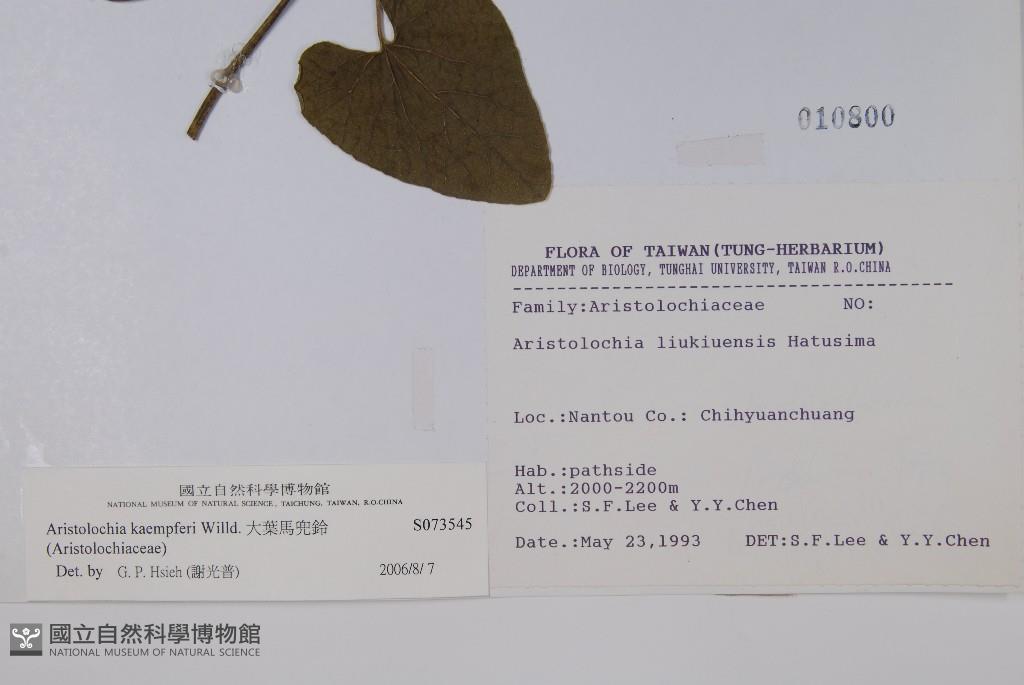 010800
FLORA OF TAIWAN(TUNG-HERBARIUM)
DEPARTMENT OF BIOLOGY, TUNGHAI UNIVERSITY, TAIWAN R.O.CHINA
Family:Aristolochiaceae NO:
Aristolochia liukiuensis Hatusima
Loc.:Nantou Co.: Chihyuanchuang
Hab.:pathside
Alt.:2000-2200m
Coll.:S.F.Lee & Y.Y.Chen
Date.:May 23,1993 DET:S.F.Lee & Y.Y.Chen
國立自然科學博物館
NATIONAL MUSEUM OF NATURAL SCIENCE, TAICHUNG, TAIWAN, R.O.CHINA
Aristolochia kaempferi Willd. 大葉馬兜鈴 S073545
(Aristolochiaceae)
Det. by G. P. Hsieh (謝光普) 2006/8/ 7
國立自然科學博物館
NATIONAL MUSEUM OF NATURAL SCIENCE